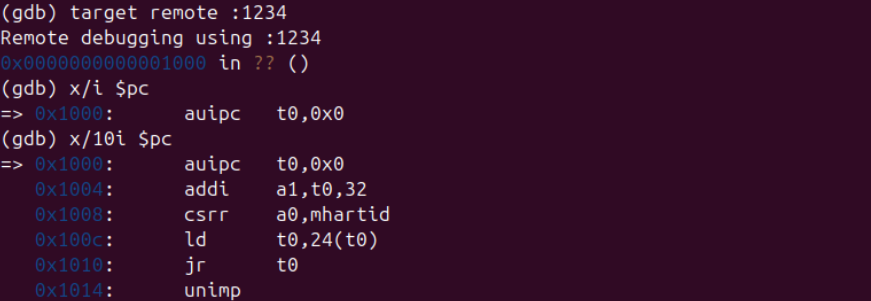 (gdb) target remote :1234
Remote debugging using :1234
0x0000000000001000 in ?? ()
(gdb) x/i $pc
=> 0x1000:      auipc   t0,0x0
(gdb) x/10i $pc
=> 0x1000:      auipc   t0,0x0
   0x1004:      addi    a1,t0,32
   0x1008:      csrr    a0,mhartid
   0x100c:      ld      t0,24(t0)
   0x1010:      jr      t0
   0x1014:      unimp